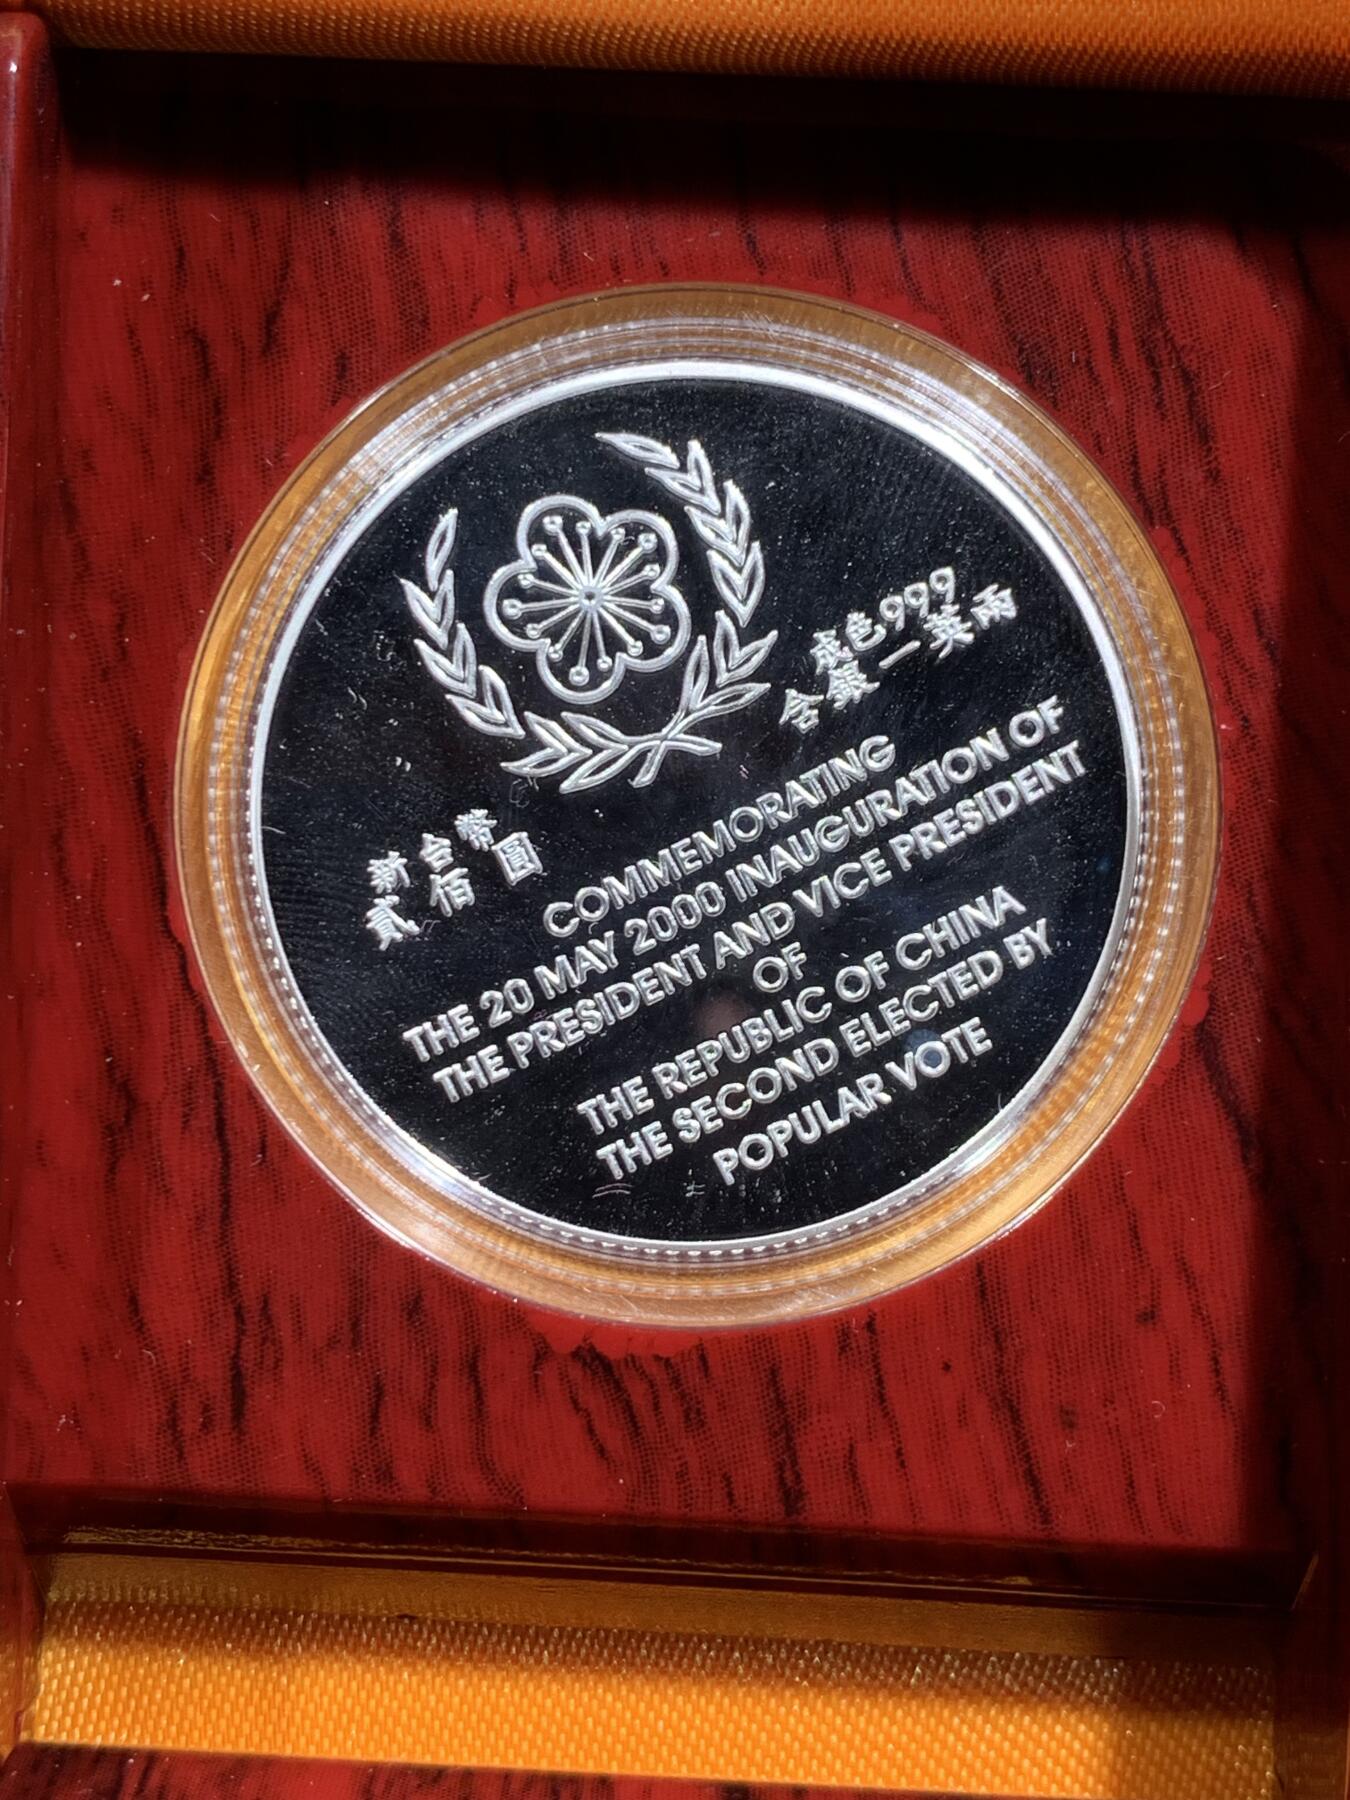 成色999
含銀一英兩
新台幣
貳佰圓
COMMEMORATING
THE 20 MAY 2000 INAUGURATION OF
THE PRESIDENT AND VICE PRESIDENT
OF
THE REPUBLIC OF CHINA
THE SECOND ELECTED BY
POPULAR VOTE